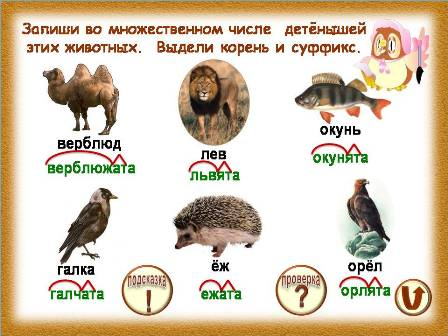 Запиши во множественном числе детёнышей
этих животных. Выдели корень и суффикс.
верблюд
верблюжата
лев
львята
окунь
окунята
галка
галчата
подсказка
!
ёж
ежата
проверка
?
орёл
орлята